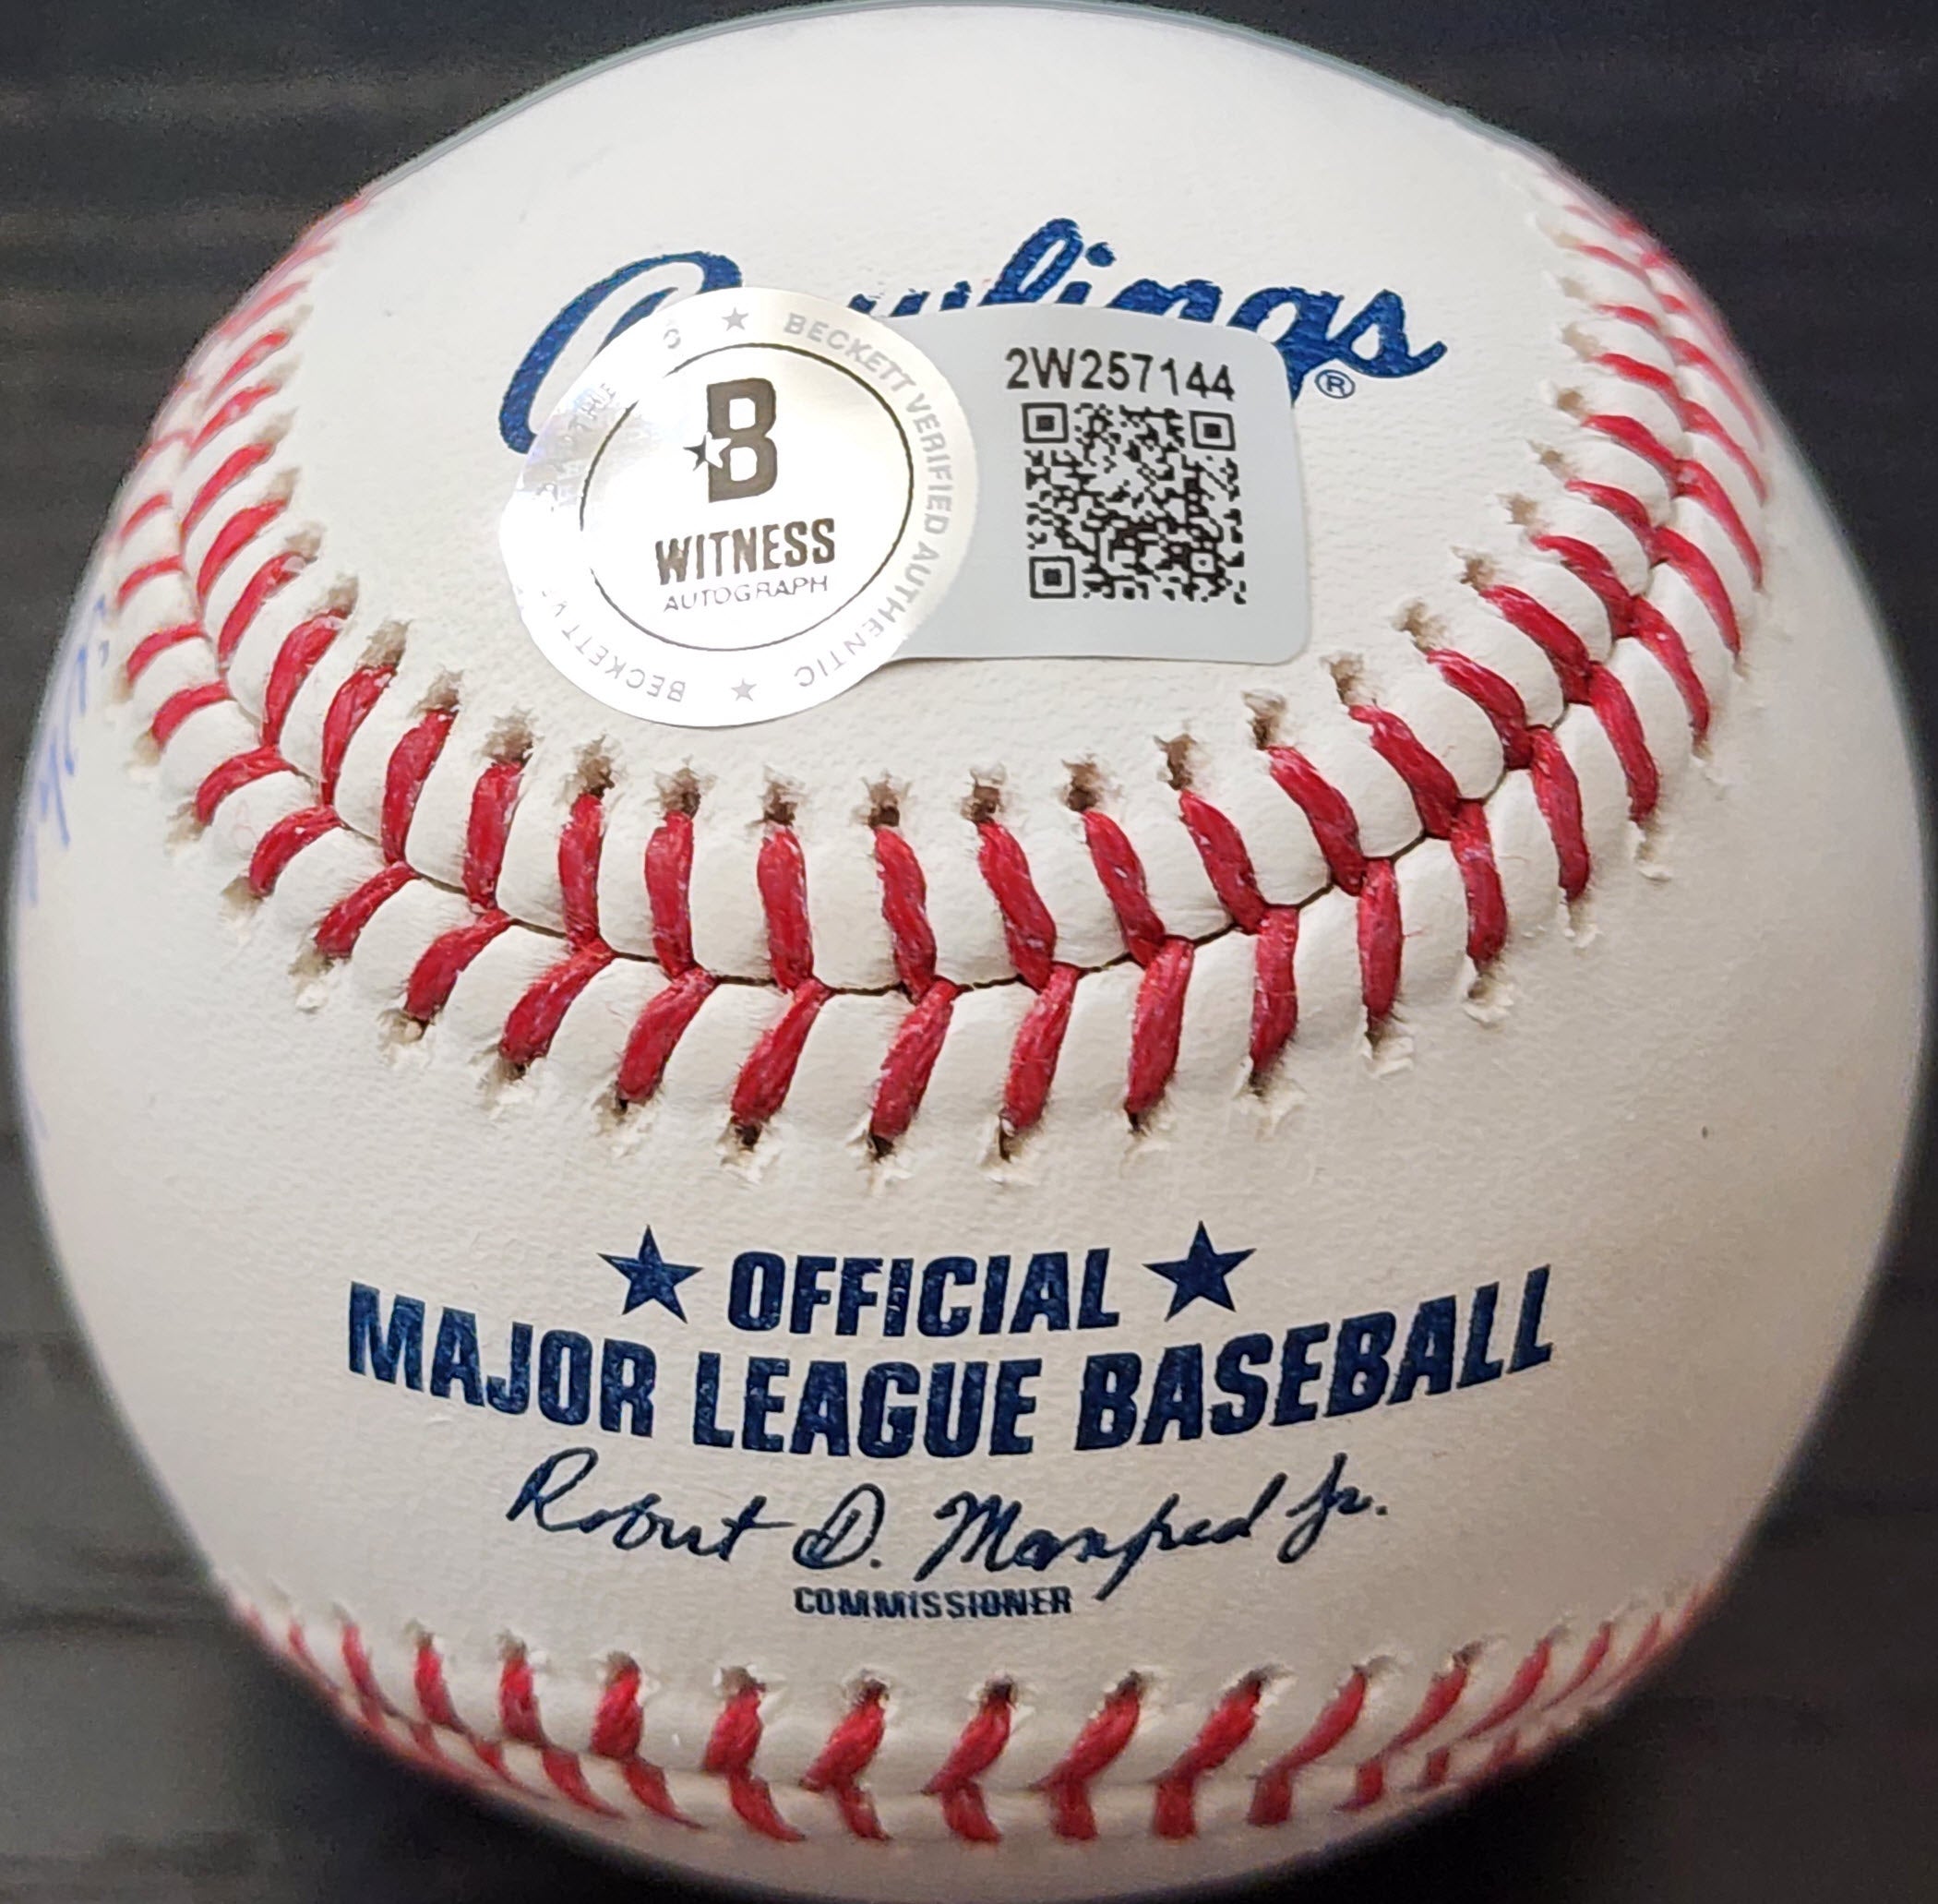 Rawlings®
★ BECKETT VERIFIED AUTHENTIC ★ BECKETT
B
WITNESS
AUTOGRAPH
2W257144
★ OFFICIAL ★
MAJOR LEAGUE BASEBALL
Robert D. Manfred Jr.
COMMISSIONER